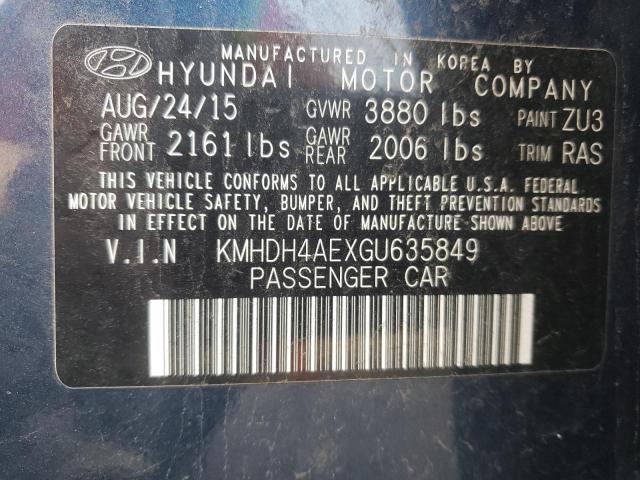 MANUFACTURED IN KOREA BY
HYUNDAI MOTOR COMPANY
AUG/24/15 GVWR 3880 lbs PAINT ZU3
GAWR FRONT 2161 lbs GAWR REAR 2006 lbs TRIM RAS
THIS VEHICLE CONFORMS TO ALL APPLICABLE U.S.A. FEDERAL
MOTOR VEHICLE SAFETY, BUMPER, AND THEFT PREVENTION STANDARDS
IN EFFECT ON THE DATE OF MANUFACTURE SHOWN ABOVE
V.I.N KMHDH4AEXGU635849
PASSENGER CAR